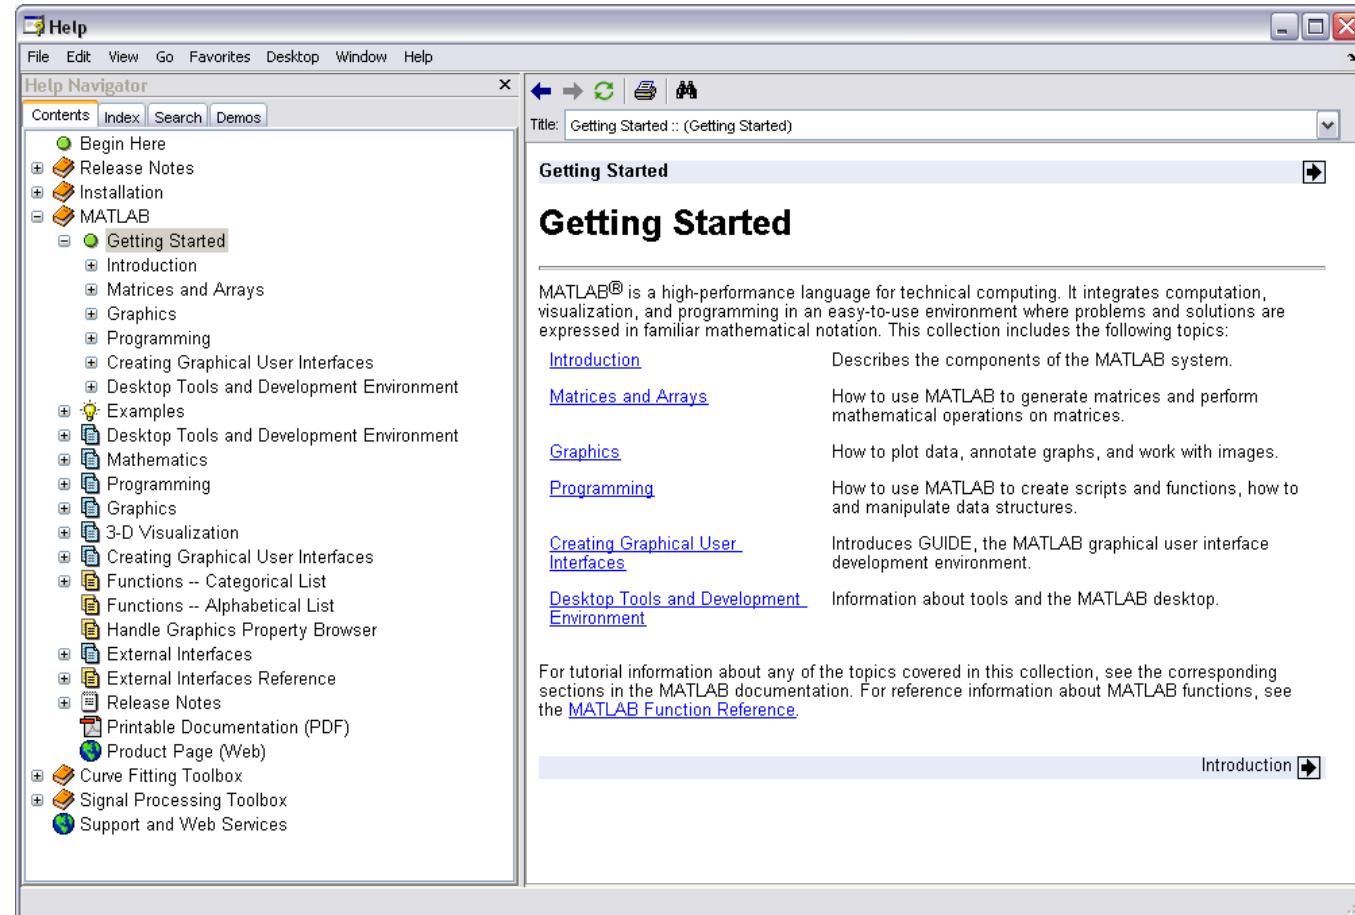 Help
File Edit View Go Favorites Desktop Window Help
Help Navigator
Contents Index Search Demos
Begin Here
Release Notes
Installation
MATLAB
Getting Started
Introduction
Matrices and Arrays
Graphics
Programming
Creating Graphical User Interfaces
Desktop Tools and Development Environment
Examples
Desktop Tools and Development Environment
Mathematics
Programming
Graphics
3-D Visualization
Creating Graphical User Interfaces
Functions -- Categorical List
Functions -- Alphabetical List
Handle Graphics Property Browser
External Interfaces
External Interfaces Reference
Release Notes
Printable Documentation (PDF)
Product Page (Web)
Curve Fitting Toolbox
Signal Processing Toolbox
Support and Web Services
Title: Getting Started :: (Getting Started)
Getting Started
Getting Started
MATLAB® is a high-performance language for technical computing. It integrates computation,
visualization, and programming in an easy-to-use environment where problems and solutions are
expressed in familiar mathematical notation. This collection includes the following topics:
Introduction Describes the components of the MATLAB system.
Matrices and Arrays How to use MATLAB to generate matrices and perform
mathematical operations on matrices.
Graphics How to plot data, annotate graphs, and work with images.
Programming How to use MATLAB to create scripts and functions, how to
and manipulate data structures.
Creating Graphical User Introduces GUIDE, the MATLAB graphical user interface
Interfaces development environment.
Desktop Tools and Development Information about tools and the MATLAB desktop.
Environment
For tutorial information about any of the topics covered in this collection, see the corresponding
sections in the MATLAB documentation. For reference information about MATLAB functions, see
the MATLAB Function Reference.
Introduction